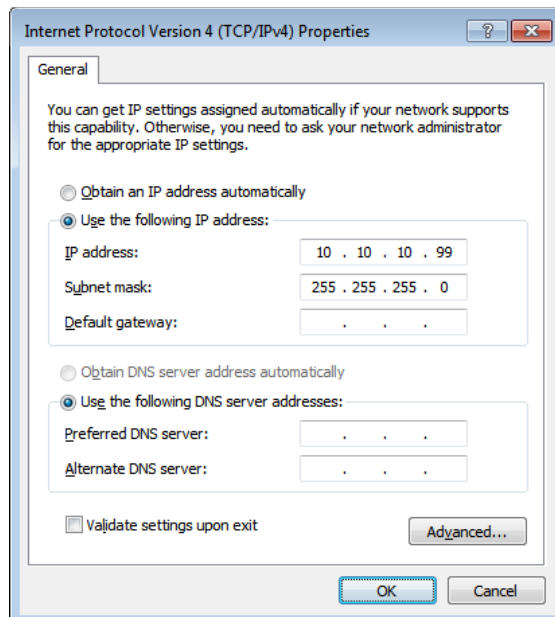 Internet Protocol Version 4 (TCP/IPv4) Properties
?
General
You can get IP settings assigned automatically if your network supports
this capability. Otherwise, you need to ask your network administrator
for the appropriate IP settings.
Obtain an IP address automatically
Use the following IP address:
IP address: 10 . 10 . 10 . 99
Subnet mask: 255 . 255 . 255 . 0
Default gateway: . . .
Obtain DNS server address automatically
Use the following DNS server addresses:
Preferred DNS server: . . .
Alternate DNS server: . . .
Validate settings upon exit
Advanced...
OK Cancel